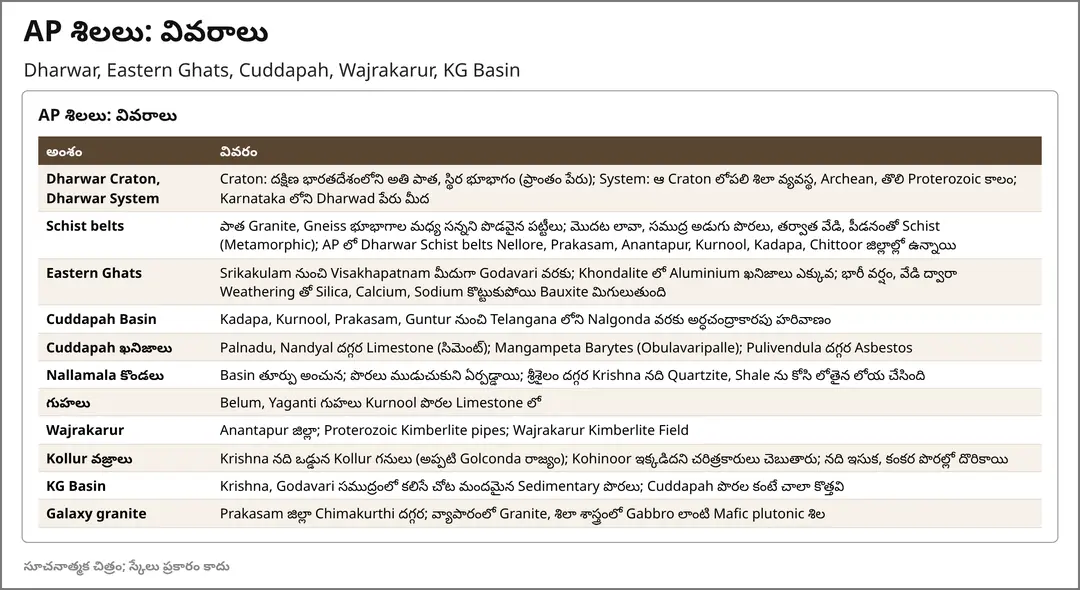 AP శిలలు: వివరాలు
Dharwar, Eastern Ghats, Cuddapah, Wajrakarur, KG Basin
AP శిలలు: వివరాలు
అంశం వివరం
Dharwar Craton, Dharwar System Craton: దక్షిణ భారతదేశంలోని అతి పాత, స్థిర భూభాగం (ప్రాంతం పేరు); System: ఆ Craton లోపలి శిలా వ్యవస్థ, Archean, తొలి Proterozoic కాలం;
Karnataka లోని Dharwad పేరు మీద
Schist belts పాత Granite, Gneiss భూభాగాల మధ్య సన్నని పొడవైన పట్టీలు; మొదట లావా, సముద్ర అడుగు పొరలు, తర్వాత వేడి, పీడనంతో Schist
(Metamorphic); AP లో Dharwar Schist belts Nellore, Prakasam, Anantapur, Kurnool, Kadapa, Chittoor జిల్లాల్లో ఉన్నాయి
Eastern Ghats Srikakulam నుంచి Visakhapatnam మీదుగా Godavari వరకు; Khondalite లో Aluminium ఖనిజాలు ఎక్కువ; భారీ వర్షం, వేడి ద్వారా
Weathering తో Silica, Calcium, Sodium కొట్టుకుపోయి Bauxite మిగులుతుంది
Cuddapah Basin Kadapa, Kurnool, Prakasam, Guntur నుంచి Telangana లోని Nalgonda వరకు అర్ధచంద్రాకారపు హరివాణం
Cuddapah ఖనిజాలు Palnadu, Nandyal దగ్గర Limestone (సిమెంట్); Mangampeta Barytes (Obulavaripalle); Pulivendula దగ్గర Asbestos
Nallamala కొండలు Basin తూర్పు అంచున; పొరలు ముడుచుకుని ఏర్పడ్డాయి; శ్రీశైలం దగ్గర Krishna నది Quartzite, Shale ను కోసి లోతైన లోయ చేసింది
గుహలు Belum, Yaganti గుహలు Kurnool పొరల Limestone లో
Wajrakarur Anantapur జిల్లా; Proterozoic Kimberlite pipes; Wajrakarur Kimberlite Field
Kollur వజ్రాలు Krishna నది ఒడ్డున Kollur గనులు (అప్పటి Golconda రాజ్యం); Kohinoor ఇక్కడిదని చరిత్రకారులు చెబుతారు; నది ఇసుక, కంకర పొరల్లో దొరికాయి
KG Basin Krishna, Godavari సముద్రంలో కలిసే చోట మందమైన Sedimentary పొరలు; Cuddapah పొరల కంటే చాలా కొత్తవి
Galaxy granite Prakasam జిల్లా Chimakurthi దగ్గర; వ్యాపారంలో Granite, శిలా శాస్త్రంలో Gabbro లాంటి Mafic plutonic శిల
సూచనాత్మక చిత్రం; స్కేలు ప్రకారం కాదు